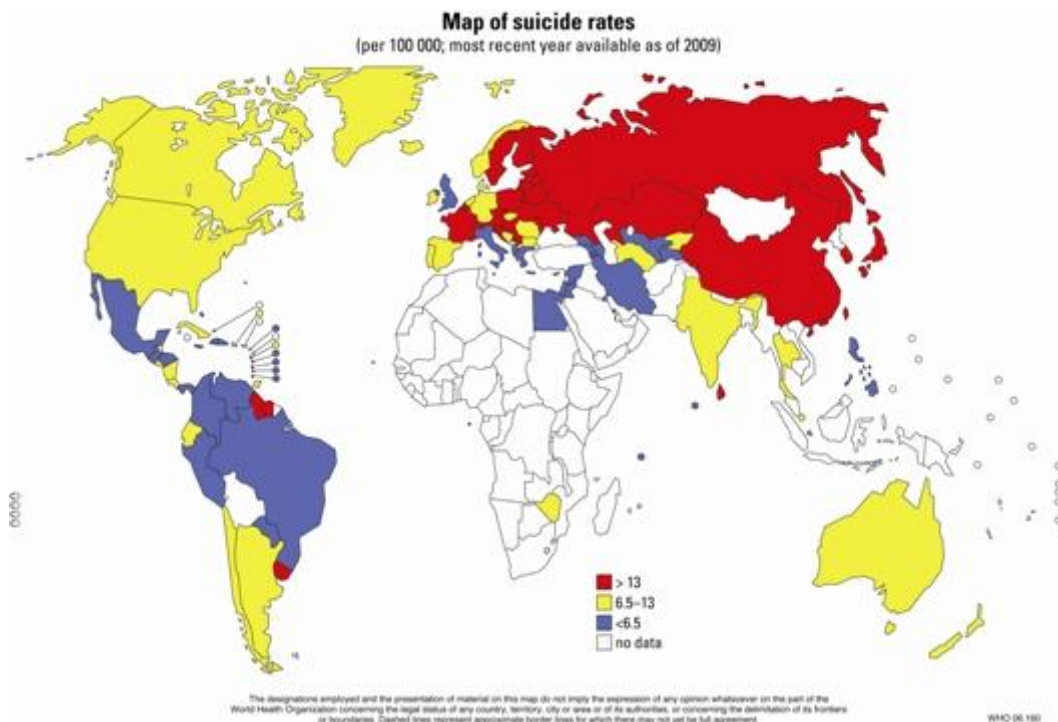 Map of suicide rates
(per 100 000; most recent year available as of 2009)
> 13
6.5–13
<6.5
no data
The designations employed and the presentation of material on this map do not imply the expression of any opinion whatsoever on the part of the
World Health Organization concerning the legal status of any country, territory, city or area or of its authorities, or concerning the delimitation of its frontiers
or boundaries. Dashed lines represent approximate border lines for which there may not yet be full agreement.